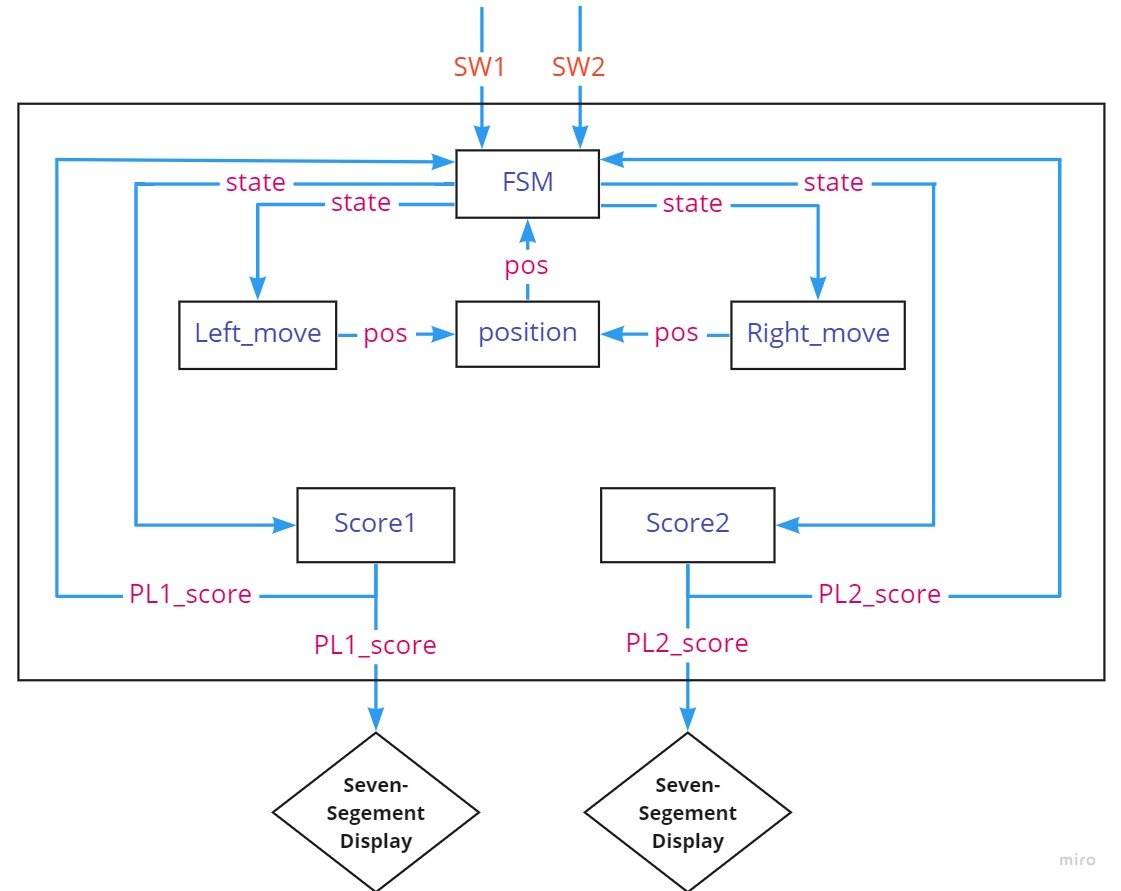 SW1 SW2
FSM
state state
state state
pos
Left_move pos position pos Right_move
Score1 Score2
PL1_score PL2_score
PL1_score PL2_score
Seven- Seven-
Segement Segement
Display Display
miro